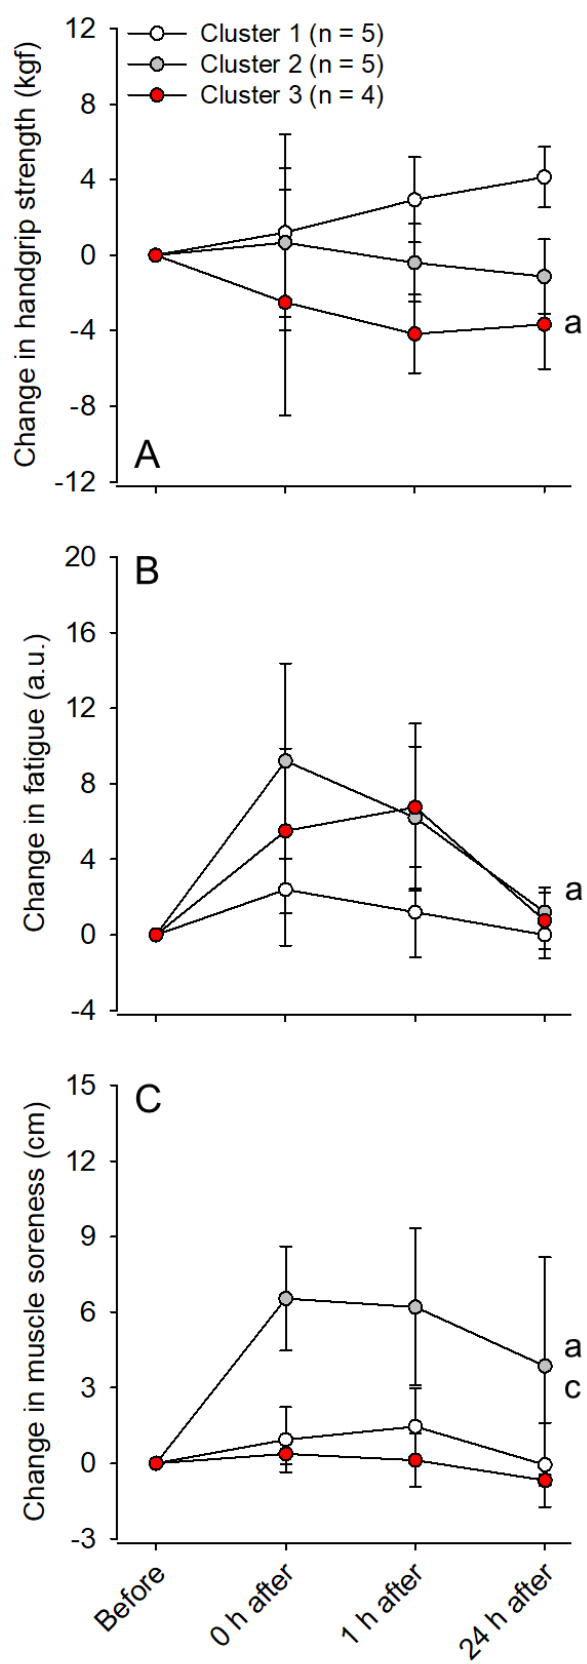 Cluster 1 (n = 5)
Cluster 2 (n = 5)
Cluster 3 (n = 4)
Change in handgrip strength (kgf)
12
8
4
0
-4
-8
-12
a
A
Change in fatigue (a.u.)
20
16
12
8
4
0
-4
B
a
Change in muscle soreness (cm)
15
12
9
6
3
0
-3
C
a
c
Before
0 h after
1 h after
24 h after